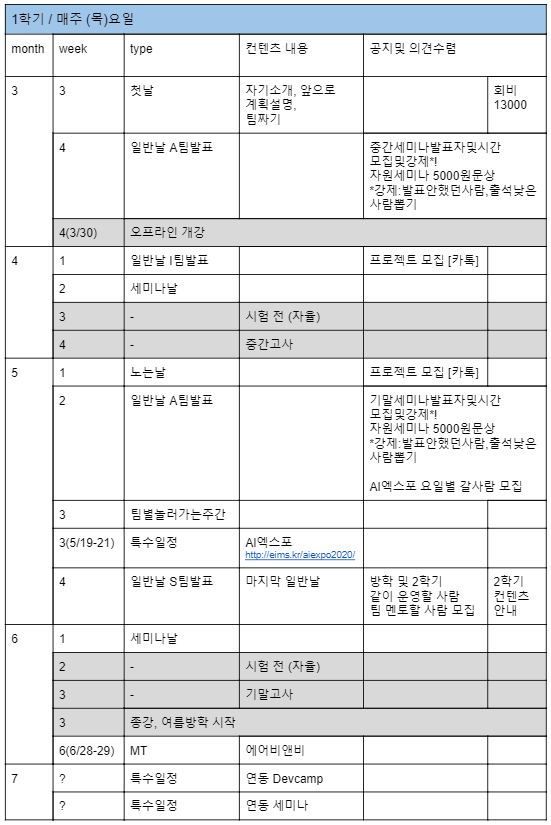 1학기 / 매주 (목)요일
month week type 컨텐츠 내용 공지및 의견수렴
3 3 첫날 자기소개, 앞으로
계획설명,
팀짜기
회비
13000
4 일반날 A팀발표 중간세미나발표자및시간
모집및강제*!
자원세미나 5000원문상
*강제:발표안했던사람,출석낮은
사람뽑기
4(3/30) 오프라인 개강
4 1 일반날 I팀발표 프로젝트 모집 [카톡]
2 세미나날
3 - 시험 전 (자율)
4 - 중간고사
5 1 노는날 프로젝트 모집 [카톡]
2 일반날 A팀발표 기말세미나발표자및시간
모집및강제*!
자원세미나 5000원문상
*강제:발표안했던사람,출석낮은
사람뽑기
AI엑스포 요일별 갈사람 모집
3 팀별놀러가는주간
3(5/19-21) 특수일정 AI엑스포
http://eims.kr/aiexpo2020/
4 일반날 S팀발표 마지막 일반날 방학 및 2학기
같이 운영할 사람
팀 멘토할 사람 모집
2학기
컨텐츠
안내
6 1 세미나날
2 - 시험 전 (자율)
3 - 기말고사
3 종강, 여름방학 시작
6(6/28-29) MT 에어비앤비
7 ? 특수일정 연동 Devcamp
? 특수일정 연동 세미나